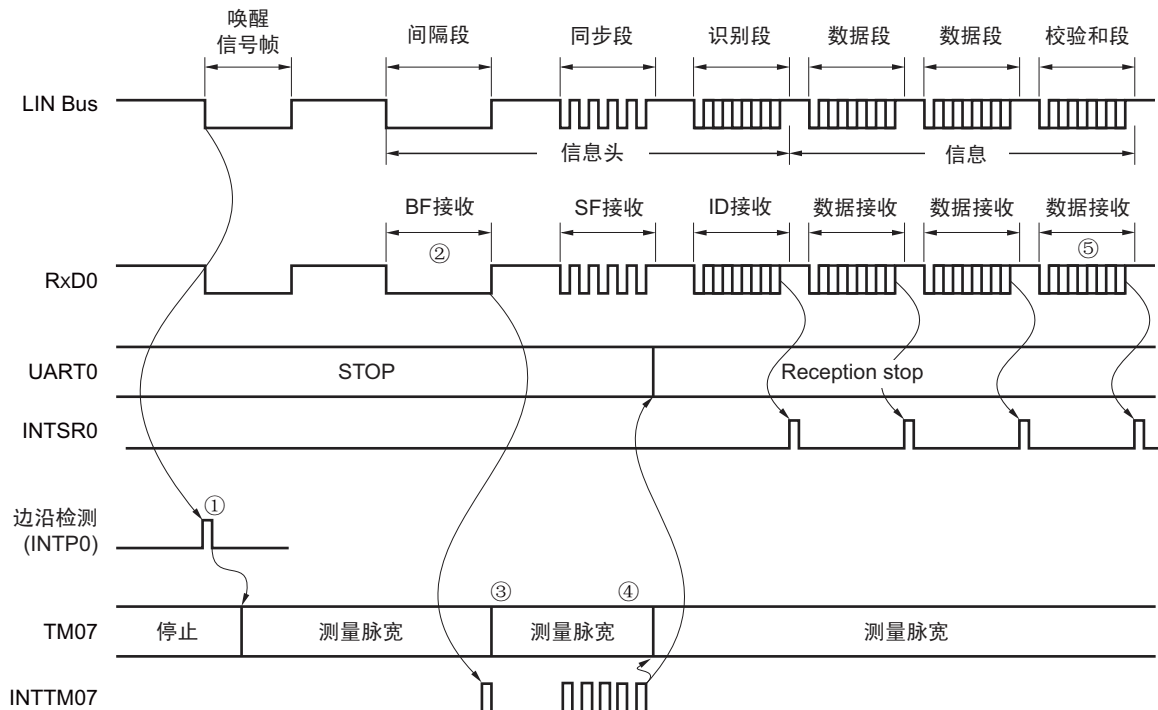 唤醒
信号帧
间隔段
同步段
识别段
数据段
数据段
校验和段
LIN Bus
信息头
信息
BF接收
SF接收
ID接收
数据接收
数据接收
数据接收
②
⑤
RxD0
UART0
STOP
Reception stop
INTSR0
①
边沿检测
(INTP0)
③
④
TM07
停止
测量脉宽
测量脉宽
测量脉宽
INTTM07